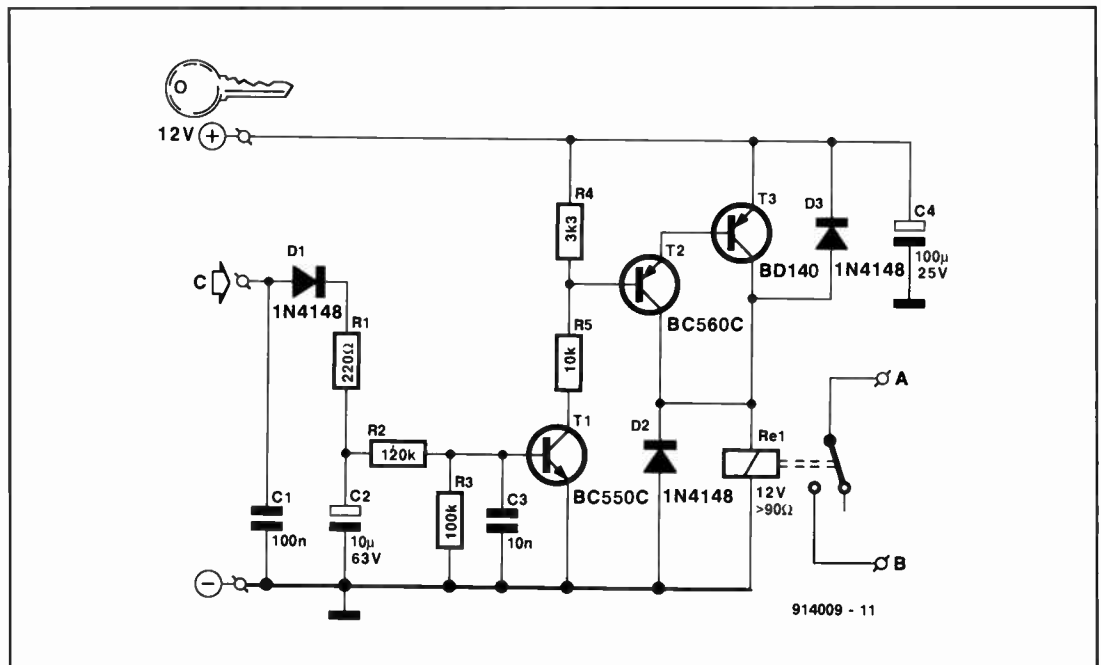 12V +
R4
3k3
T3
D3
C4
100µ
25V
BD140
1N4148
T2
BC560C
C
D1
1N4148
R1
220Ω
R5
10k
T1
BC550C
R2
120k
R3
100k
C1
100n
C2
10µ
63V
C3
10n
D2
1N4148
Re1
12V
>90Ω
A
B
−
914009 - 11